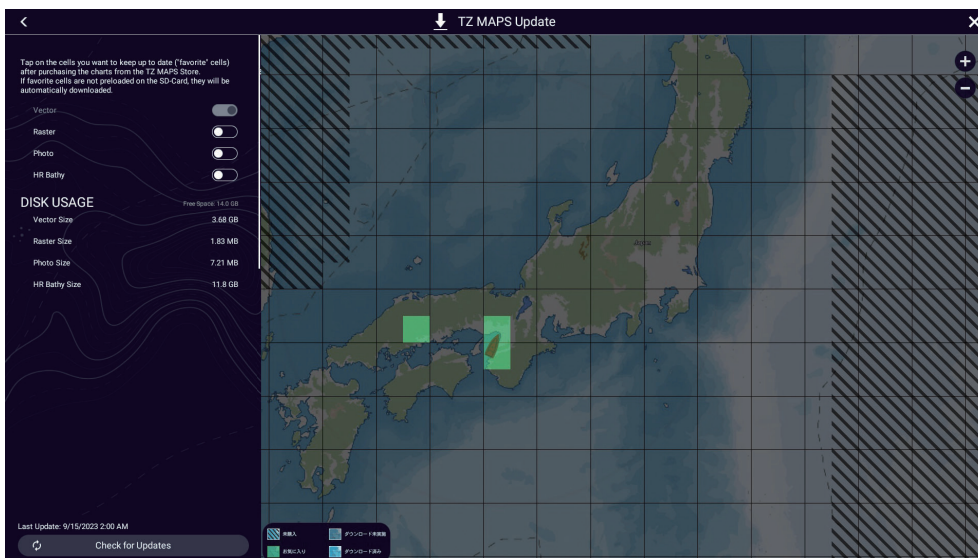 TZ MAPS Update
Tap on the cells you want to keep up to date ("favorite" cells)
after purchasing the charts from the TZ MAPS Store.
If favorite cells are not preloaded on the SD-Card, they will be
automatically downloaded.
Vector
Raster
Photo
HR Bathy
DISK USAGE
Free Space: 14.0 GB
Vector Size 3.68 GB
Raster Size 1.83 MB
Photo Size 7.21 MB
HR Bathy Size 11.8 GB
Last Update: 9/15/2023 2:00 AM
Check for Updates
未購入 ダウンロード未実施
お気に入り ダウンロード済み